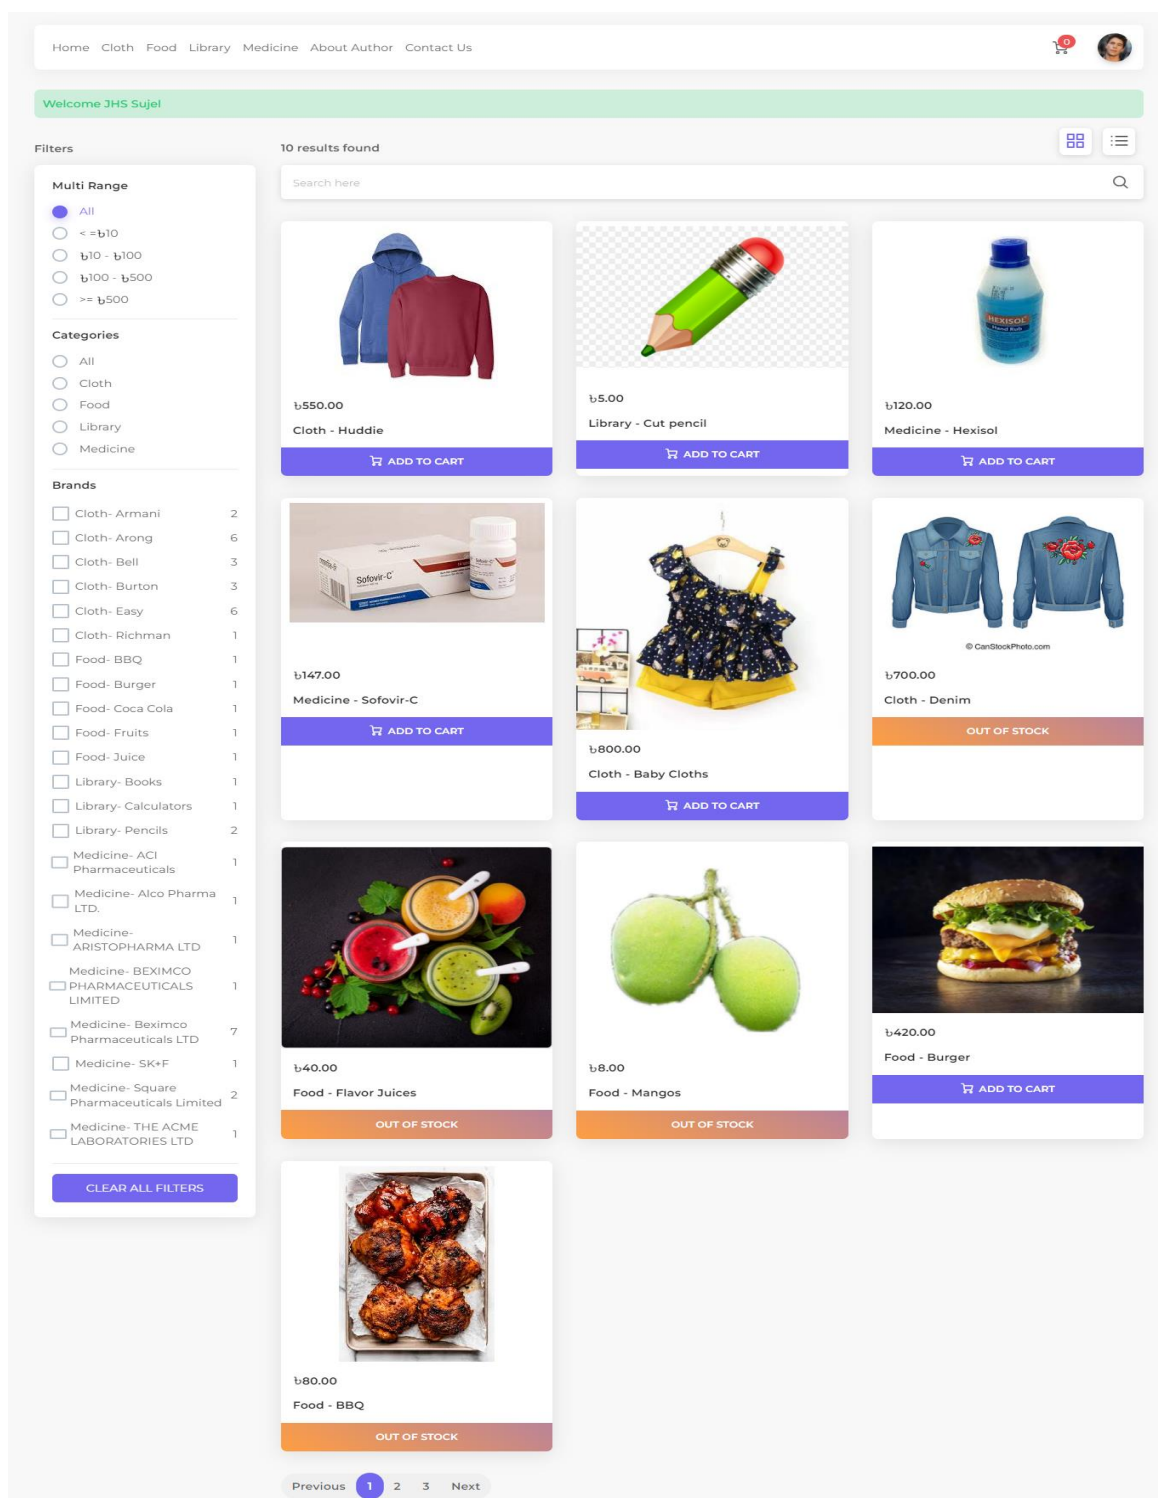 Home Cloth Food Library Medicine About Author Contact Us
0
Welcome JHS Sujel
Filters
Multi Range
All
< =৳10
৳10 - ৳100
৳100 - ৳500
>= ৳500
Categories
All
Cloth
Food
Library
Medicine
Brands
Cloth- Armani 2
Cloth- Arong 6
Cloth- Bell 3
Cloth- Burton 3
Cloth- Easy 6
Cloth- Richman 1
Food- BBQ 1
Food- Burger 1
Food- Coca Cola 1
Food- Fruits 1
Food- Juice 1
Library- Books 1
Library- Calculators 1
Library- Pencils 2
Medicine- ACI
Pharmaceuticals 1
Medicine- Alco Pharma
LTD. 1
Medicine-
ARISTOPHARMA LTD 1
Medicine- BEXIMCO
PHARMACEUTICALS 1
LIMITED
Medicine- Beximco
Pharmaceuticals LTD 7
Medicine- SK+F 1
Medicine- Square
Pharmaceuticals Limited 2
Medicine- THE ACME
LABORATORIES LTD 1
CLEAR ALL FILTERS
10 results found
Search here
৳550.00
Cloth - Huddie
ADD TO CART
৳5.00
Library - Cut pencil
ADD TO CART
HEXISOL
Hand Rub
৳120.00
Medicine - Hexisol
ADD TO CART
Sofovir-C
৳147.00
Medicine - Sofovir-C
ADD TO CART
৳800.00
Cloth - Baby Cloths
ADD TO CART
© CanStockPhoto.com
৳700.00
Cloth - Denim
OUT OF STOCK
৳40.00
Food - Flavor Juices
OUT OF STOCK
৳8.00
Food - Mangos
OUT OF STOCK
৳420.00
Food - Burger
ADD TO CART
৳80.00
Food - BBQ
OUT OF STOCK
Previous 1 2 3 Next